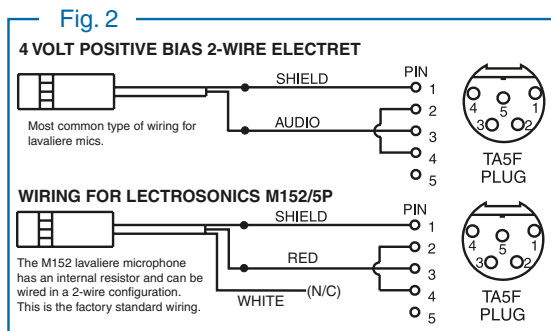 Fig. 2
4 VOLT POSITIVE BIAS 2-WIRE ELECTRET
SHIELD
AUDIO
Most common type of wiring for
lavaliere mics.
PIN
1
2
3
4
5
4
5
1
3
2
TA5F
PLUG
WIRING FOR LECTROSONICS M152/5P
SHIELD
RED
WHITE
(N/C)
The M152 lavaliere microphone
has an internal resistor and can be
wired in a 2-wire configuration.
This is the factory standard wiring.
PIN
1
2
3
4
5
4
5
1
3
2
TA5F
PLUG